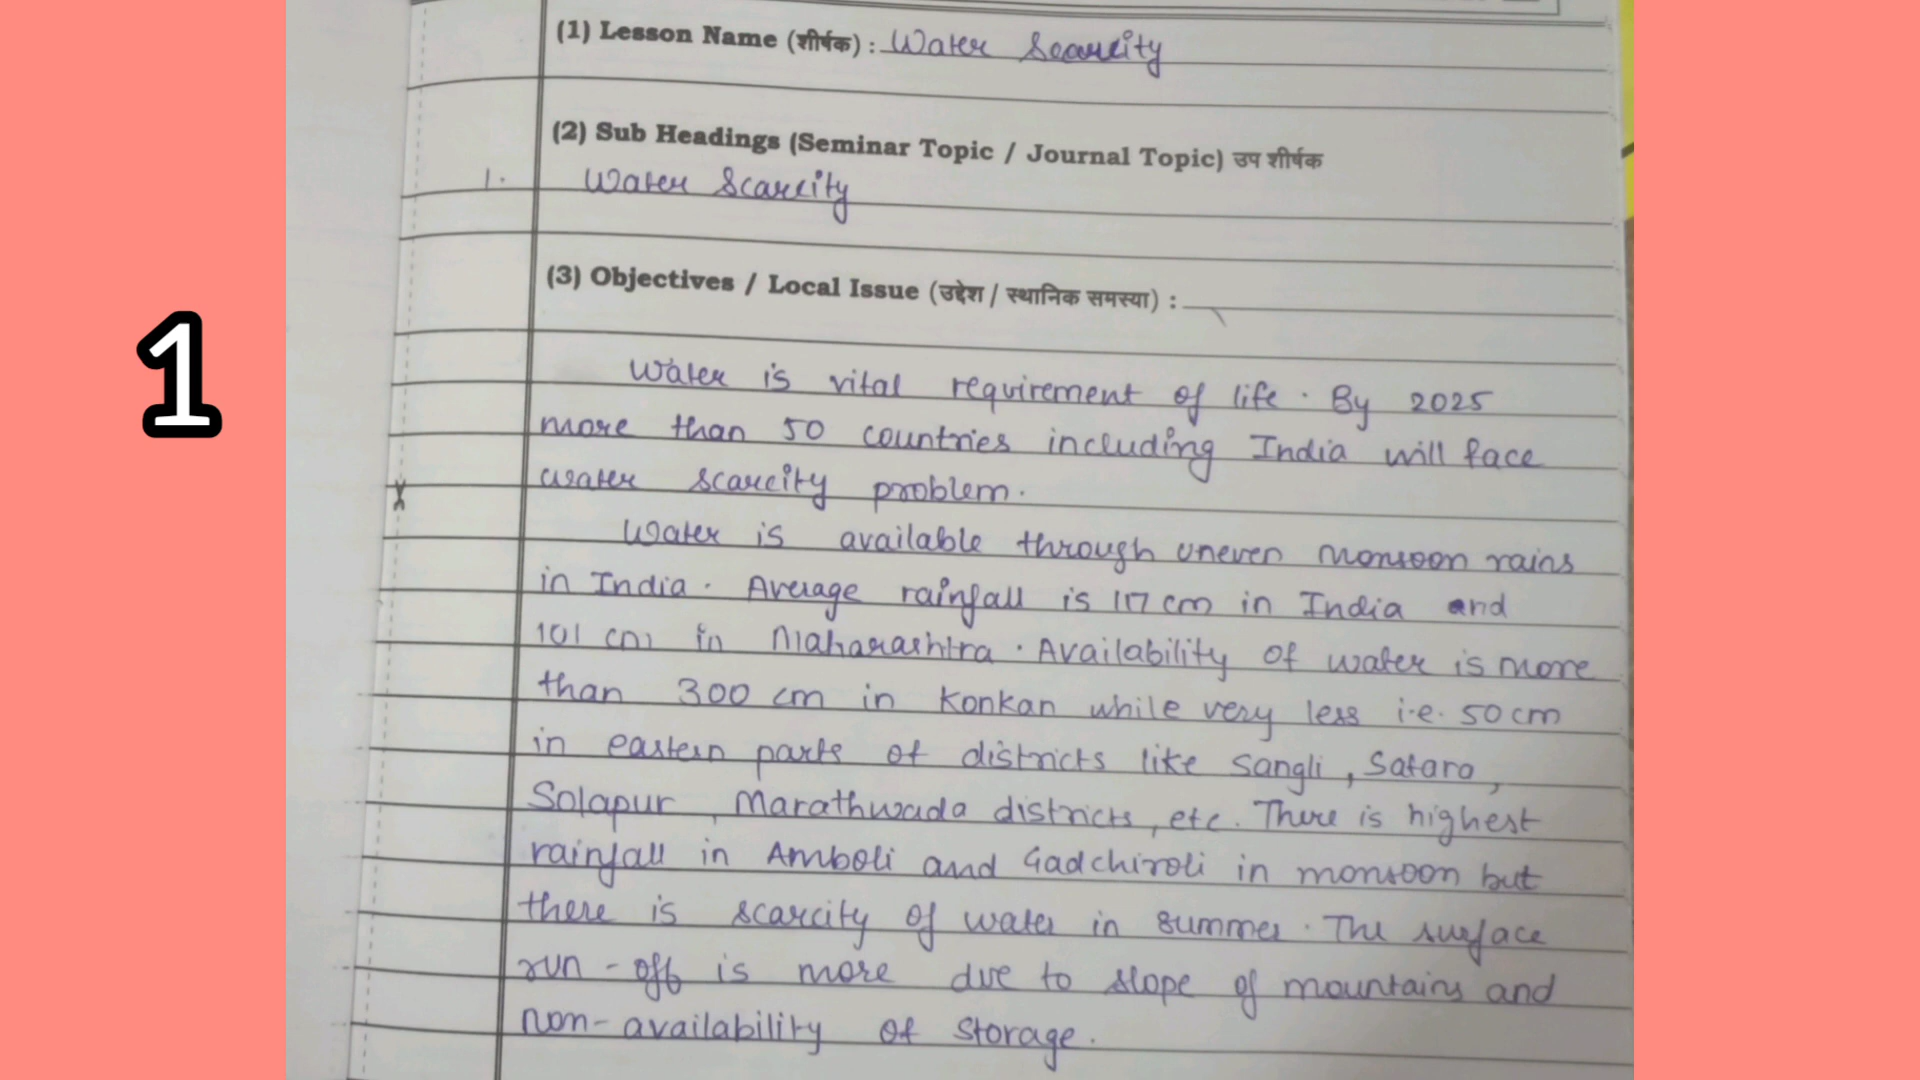 (1) Lesson Name (शीर्षक) : Water Scarcity
(2) Sub Headings (Seminar Topic / Journal Topic) उप शीर्षक
1. Water Scarcity
(3) Objectives / Local Issue (उद्देश / स्थानिक समस्या) :
1
Water is vital requirement of life. By 2025
more than 50 countries including India will face
water scarcity problem.
Water is available through uneven monsoon rains
in India. Average rainfall is 117 cm in India and
101 cm in Maharashtra. Availability of water is more
than 300 cm in Konkan while very less i.e. 50 cm
in eastern parts of districts like Sangli, Satara,
Solapur, Marathwada districts, etc. There is highest
rainfall in Amboli and Gadchiroli in monsoon but
there is scarcity of water in summer. The surface
run-off is more due to slope of mountains and
non-availability of storage.